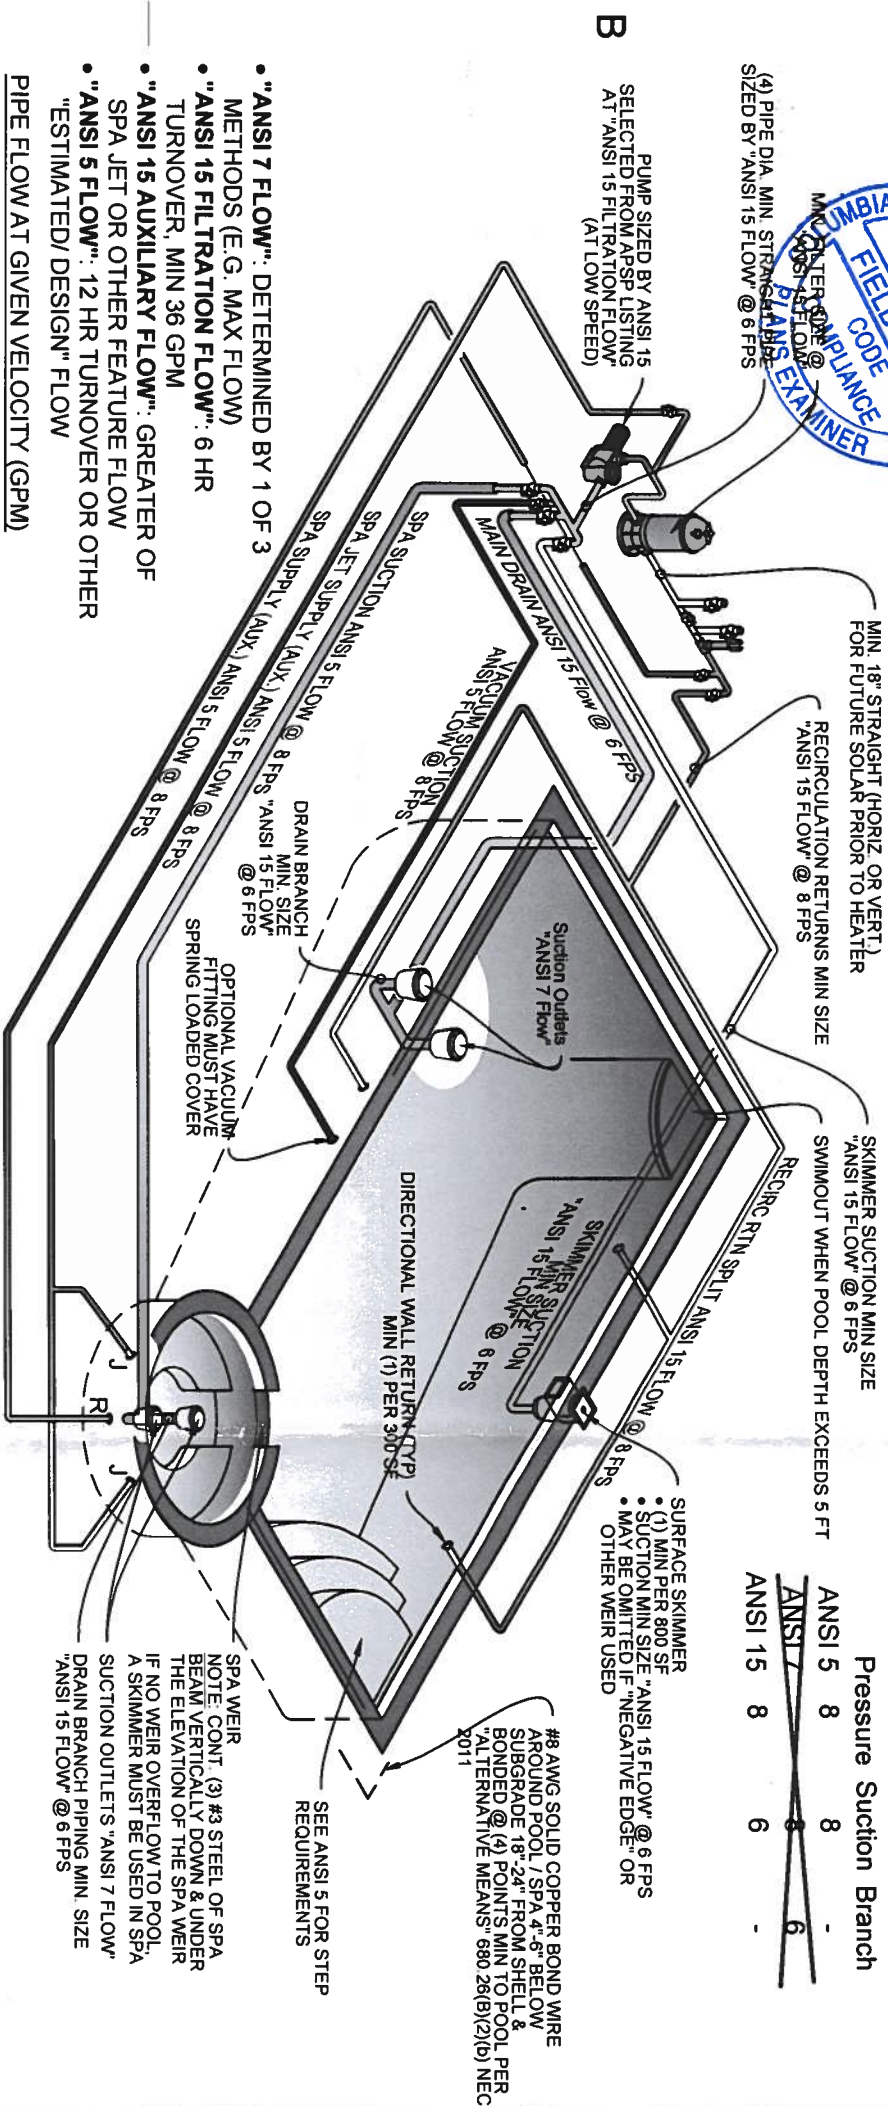 B
UMBIA
FIELD
CODE
COMPLIANCE
PLANS EXAMINER
MIN. FILTER SIZE @
"ANSI 15 FLOW"
(4) PIPE DIA. MIN. STRAIGHT PIPE
SIZED BY "ANSI 15 FLOW" @ 6 FPS
PUMP SIZED BY ANSI 15
SELECTED FROM APSP LISTING
AT "ANSI 15 FILTRATION FLOW"
(AT LOW SPEED)
MIN. 18" STRAIGHT (HORIZ. OR VERT.)
FOR FUTURE SOLAR PRIOR TO HEATER
RECIRCULATION RETURNS MIN SIZE
"ANSI 15 FLOW" @ 8 FPS
SKIMMER SUCTION MIN SIZE
"ANSI 15 FLOW" @ 6 FPS
SWIMOUT WHEN POOL DEPTH EXCEEDS 5 FT
RECIRC RTN SPLIT ANSI 15 FLOW @ 8 FPS
Pressure Suction Branch
ANSI 5 8 8 -
ANSI 7 8 6
ANSI 15 8 6 -
SURFACE SKIMMER
• (1) MIN PER 800 SF
• SUCTION MIN SIZE "ANSI 15 FLOW" @ 6 FPS
• MAY BE OMITTED IF "NEGATIVE EDGE" OR
OTHER WEIR USED
#8 AWG SOLID COPPER BOND WIRE
AROUND POOL / SPA 4"-6" BELOW
SUBGRADE 18"-24" FROM SHELL &
BONDED @ (4) POINTS MIN TO POOL PER
"ALTERNATIVE MEANS" 680.26(B)(2)(b) NEC
2011
SEE ANSI 5 FOR STEP
REQUIREMENTS
MAIN DRAIN ANSI 15 Flow @ 6 FPS
VACUUM SUCTION
ANSI 5 FLOW @ 8 FPS
SPA SUCTION ANSI 5 FLOW @ 8 FPS
SPA JET SUPPLY (AUX.) ANSI 5 FLOW @ 8 FPS
SPA SUPPLY (AUX.) ANSI 5 FLOW @ 8 FPS
Suction Outlets
"ANSI 7 Flow"
SKIMMER SUCTION
MIN SIZE
"ANSI 15 FLOW"
@ 6 FPS
DIRECTIONAL WALL RETURN (TYP)
MIN (1) PER 300 SF
DRAIN BRANCH
MIN. SIZE
"ANSI 15 FLOW"
@ 6 FPS
OPTIONAL VACUUM
FITTING MUST HAVE
SPRING LOADED COVER
J
R
J
SPA WEIR
NOTE: CONT. (3) #3 STEEL OF SPA
BEAM VERTICALLY DOWN & UNDER
THE ELEVATION OF THE SPA WEIR
IF NO WEIR OVERFLOW TO POOL,
A SKIMMER MUST BE USED IN SPA
SUCTION OUTLETS "ANSI 7 FLOW"
DRAIN BRANCH PIPING MIN. SIZE
"ANSI 15 FLOW" @ 6 FPS
• "ANSI 7 FLOW": DETERMINED BY 1 OF 3
METHODS (E.G. MAX FLOW)
• "ANSI 15 FILTRATION FLOW": 6 HR
TURNOVER, MIN 36 GPM
• "ANSI 15 AUXILIARY FLOW": GREATER OF
SPA JET OR OTHER FEATURE FLOW
• "ANSI 5 FLOW": 12 HR TURNOVER OR OTHER
"ESTIMATED/ DESIGN" FLOW
PIPE FLOW AT GIVEN VELOCITY (GPM)